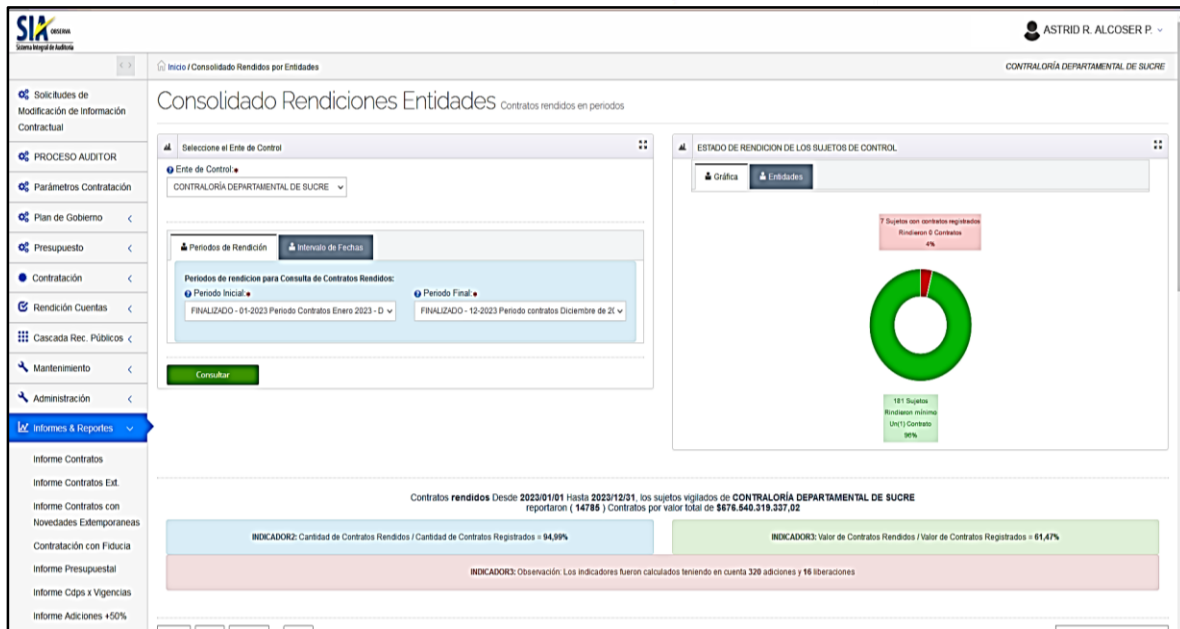 SIA OBSERVA
Sistema Integral de Auditoría
ASTRID R. ALCOSER P.
Inicio / Consolidado Rendidos por Entidades
CONTRALORÍA DEPARTAMENTAL DE SUCRE
Solicitudes de
Modificación de Información
Contractual
PROCESO AUDITOR
Parámetros Contratación
Plan de Gobierno
Presupuesto
Contratación
Rendición Cuentas
Cascada Rec. Públicos
Mantenimiento
Administración
Informes & Reportes
Informe Contratos
Informe Contratos Ext.
Informe Contratos con
Novedades Extemporaneas
Contratación con Fiducia
Informe Presupuestal
Informe Cdps x Vigencias
Informe Adiciones +50%
Consolidado Rendiciones Entidades Contratos rendidos en periodos
Seleccione el Ente de Control
Ente de Control:
CONTRALORÍA DEPARTAMENTAL DE SUCRE
Periodos de Rendición
Intervalo de Fechas
Periodos de rendicion para Consulta de Contratos Rendidos:
Periodo Inicial:
Periodo Final:
FINALIZADO - 01-2023 Periodo Contratos Enero 2023 - D
FINALIZADO - 12-2023 Periodo contratos Diciembre de 2(
Consultar
ESTADO DE RENDICION DE LOS SUJETOS DE CONTROL
Gráfica
Entidades
7 Sujetos con contratos registrados
Rindieron 0 Contratos
4%
181 Sujetos
Rindieron mínimo
Un(1) Contrato
96%
Contratos rendidos Desde 2023/01/01 Hasta 2023/12/31, los sujetos vigilados de CONTRALORÍA DEPARTAMENTAL DE SUCRE
reportaron ( 14785 ) Contratos por valor total de $676.540.319.337,02
INDICADOR2: Cantidad de Contratos Rendidos / Cantidad de Contratos Registrados = 94,99%
INDICADOR3: Valor de Contratos Rendidos / Valor de Contratos Registrados = 61,47%
INDICADOR3: Observación: Los indicadores fueron calculados teniendo en cuenta 320 adiciones y 16 liberaciones